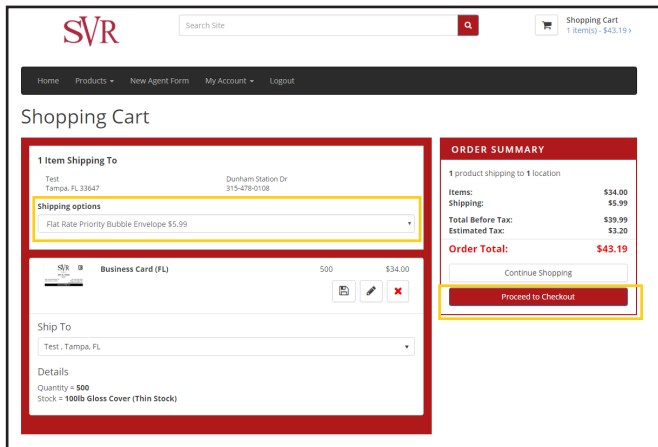 SVR
Search Site
Shopping Cart
1 item(s) - $43.19 ›
Home Products New Agent Form My Account Logout
Shopping Cart
1 Item Shipping To
Test Dunham Station Dr
Tampa, FL 33647 315-478-0108
Shipping options
Flat Rate Priority Bubble Envelope $5.99
SVR Business Card (FL) 500 $34.00
Ship To
Test , Tampa, FL
Details
Quantity = 500
Stock = 100lb Gloss Cover (Thin Stock)
ORDER SUMMARY
1 product shipping to 1 location
Items: $34.00
Shipping: $5.99
Total Before Tax: $39.99
Estimated Tax: $3.20
Order Total: $43.19
Continue Shopping
Proceed to Checkout